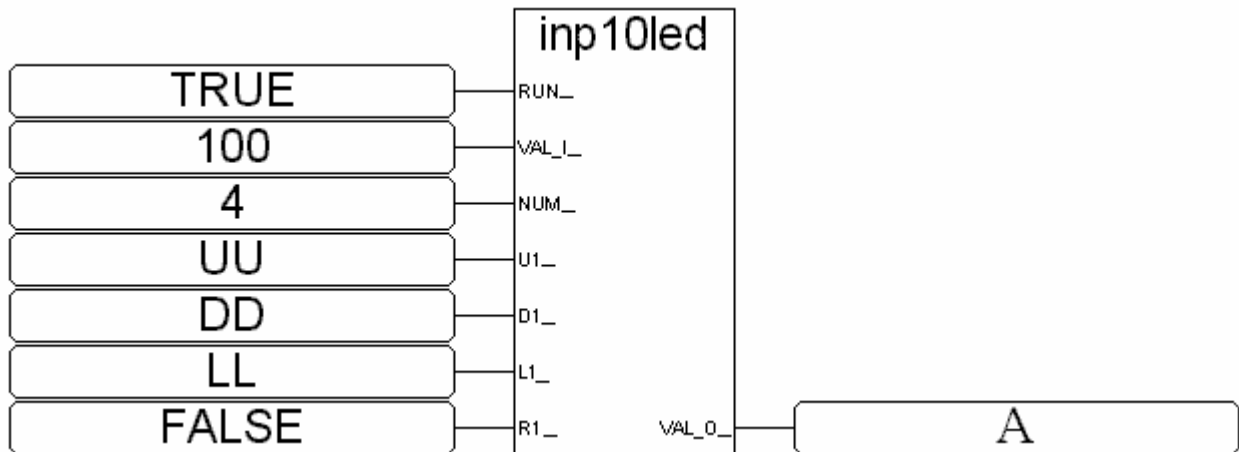 inp10led
TRUE RUN_
100 VAL_I_
4 NUM_
UU U1_
DD D1_
LL L1_
FALSE R1_ VAL_O_ A